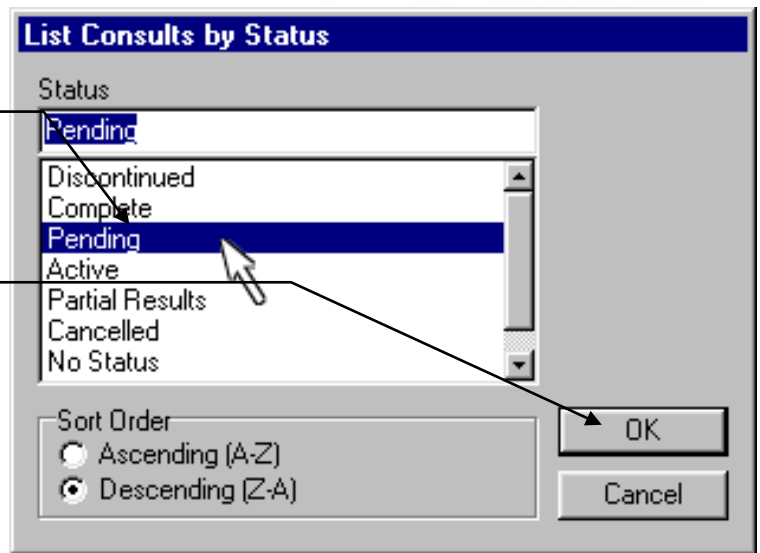 List Consults by Status
Status
Pending
Discontinued
Complete
Pending
Active
Partial Results
Cancelled
No Status
Sort Order
Ascending (A-Z)
Descending (Z-A)
OK
Cancel